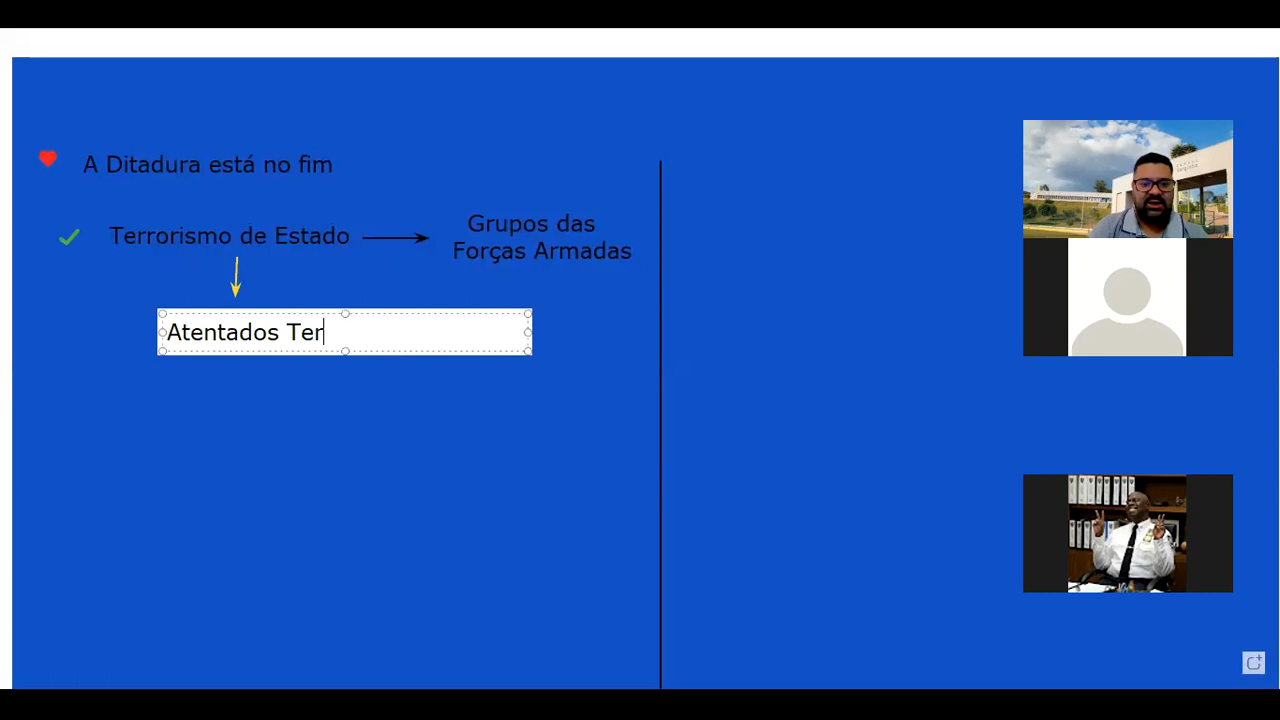 A Ditadura está no fim
Terrorismo de Estado
Grupos das
Forças Armadas
Atentados Ter